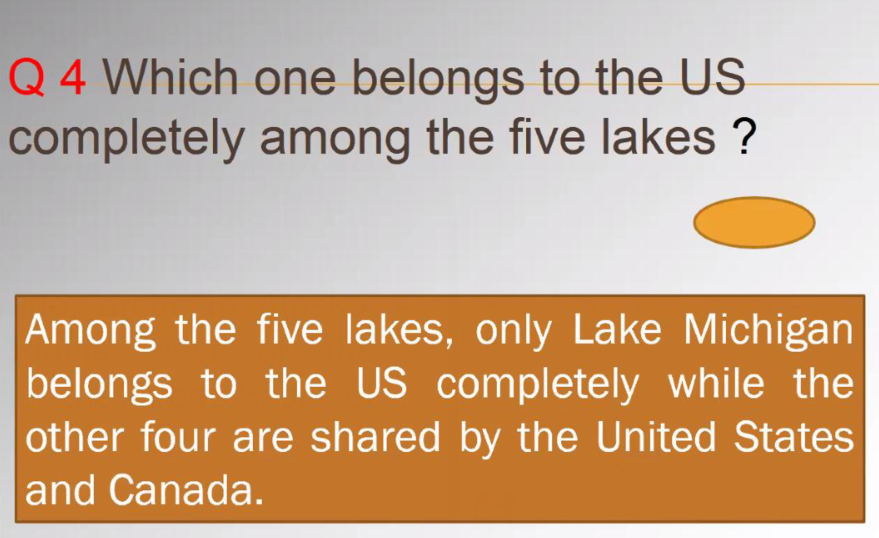 Q 4 Which one belongs to the US
completely among the five lakes ?
Among the five lakes, only Lake Michigan
belongs to the US completely while the
other four are shared by the United States
and Canada.